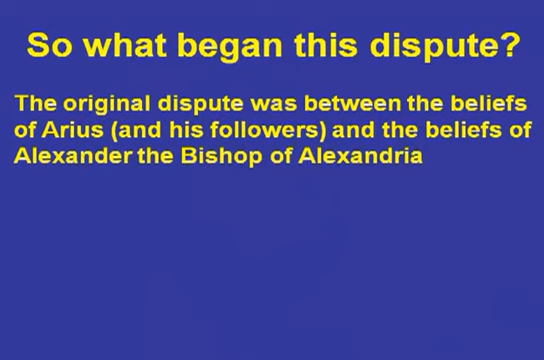 So what began this dispute?
The original dispute was between the beliefs
of Arius (and his followers) and the beliefs of
Alexander the Bishop of Alexandria